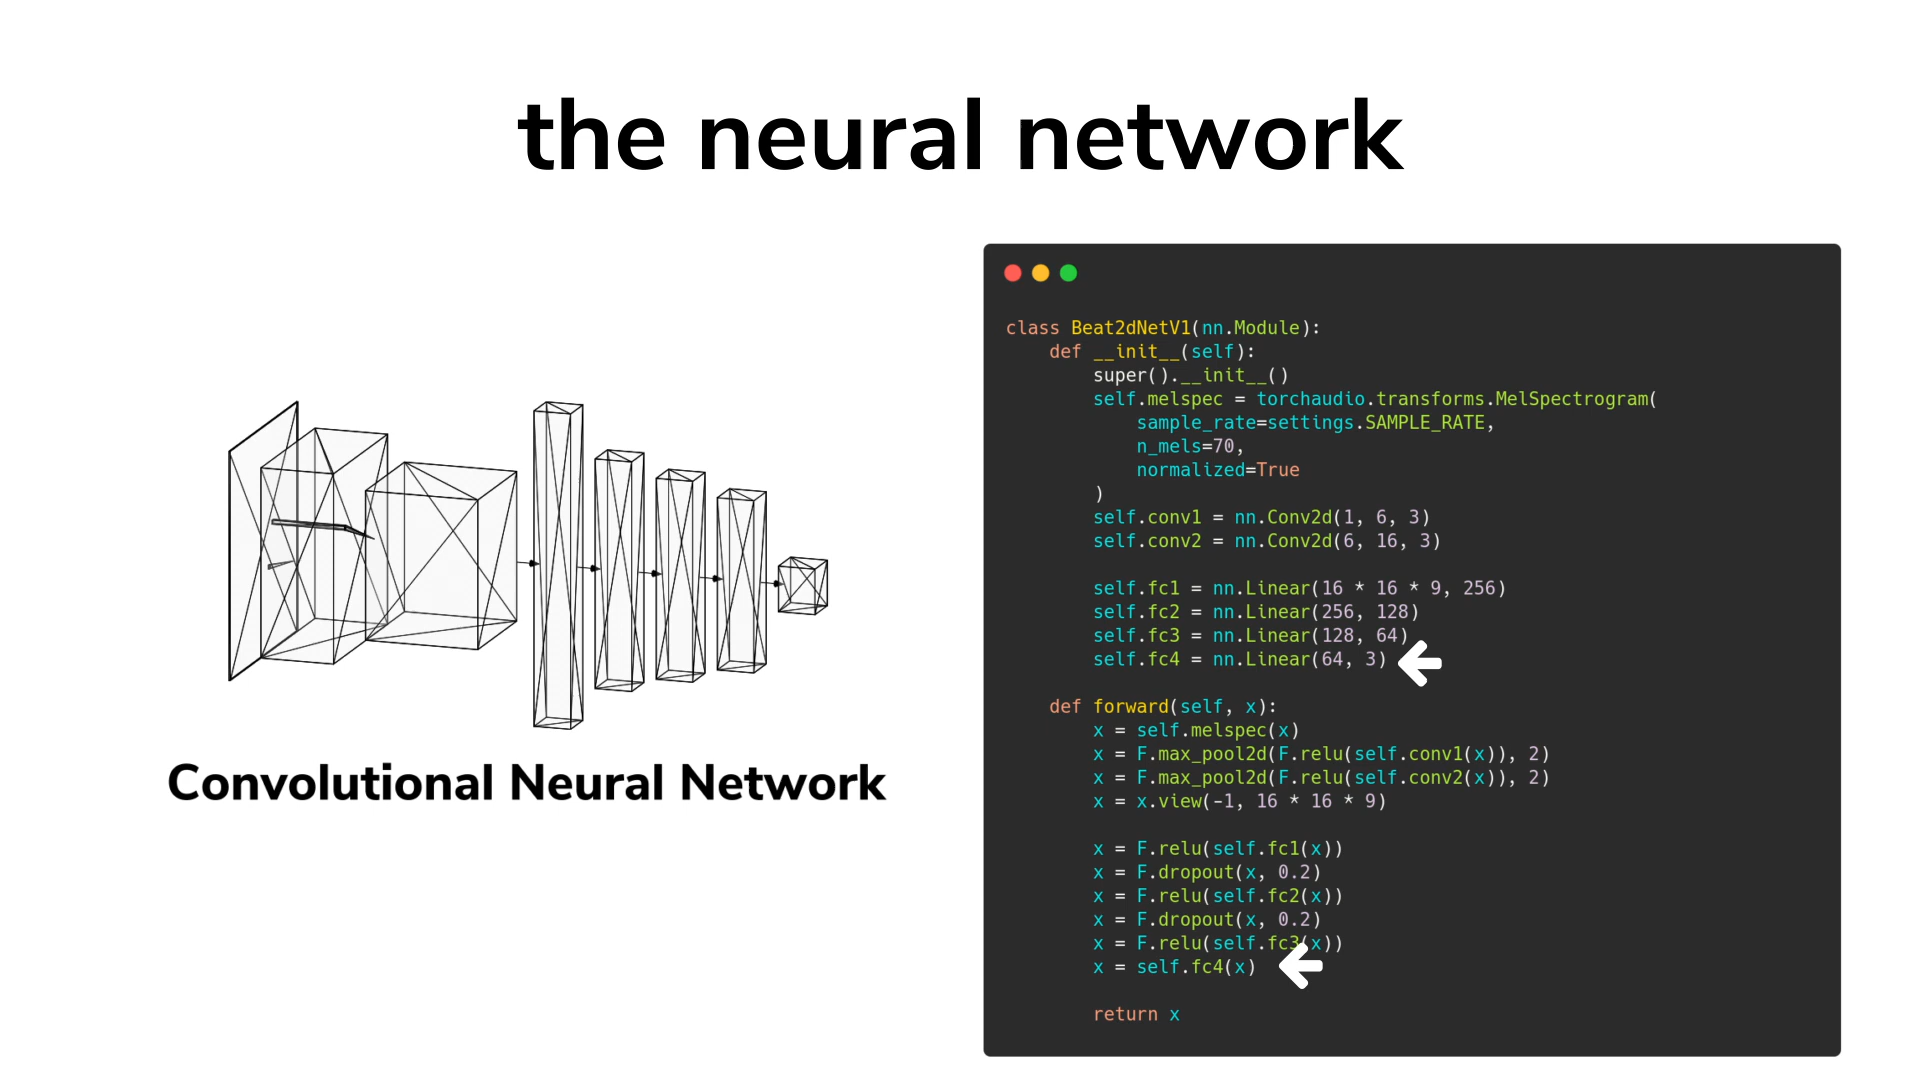 the neural network
Convolutional Neural Network
class Beat2dNetV1(nn.Module):
    def __init__(self):
        super().__init__()
        self.melspec = torchaudio.transforms.MelSpectrogram(
            sample_rate=settings.SAMPLE_RATE,
            n_mels=70,
            normalized=True
        )
        self.conv1 = nn.Conv2d(1, 6, 3)
        self.conv2 = nn.Conv2d(6, 16, 3)
        self.fc1 = nn.Linear(16 * 16 * 9, 256)
        self.fc2 = nn.Linear(256, 128)
        self.fc3 = nn.Linear(128, 64)
        self.fc4 = nn.Linear(64, 3)
    def forward(self, x):
        x = self.melspec(x)
        x = F.max_pool2d(F.relu(self.conv1(x)), 2)
        x = F.max_pool2d(F.relu(self.conv2(x)), 2)
        x = x.view(-1, 16 * 16 * 9)
        x = F.relu(self.fc1(x))
        x = F.dropout(x, 0.2)
        x = F.relu(self.fc2(x))
        x = F.dropout(x, 0.2)
        x = F.relu(self.fc3(x))
        x = self.fc4(x)
        return x